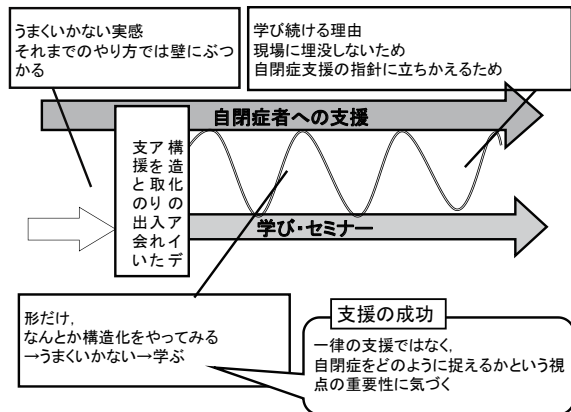 うまくいかない実感
それまでのやり方では壁にぶつ
かる
学び続ける理由
現場に埋没しないため
自閉症支援の指針に立ちかえるため
自閉症者への支援
構造化のアイデ
アを取り入れた
支援との出会い
学び・セミナー
形だけ,
なんとか構造化をやってみる
→うまくいかない→学ぶ
支援の成功
一律の支援ではなく,
自閉症をどのように捉えるかという視
点の重要性に気づく